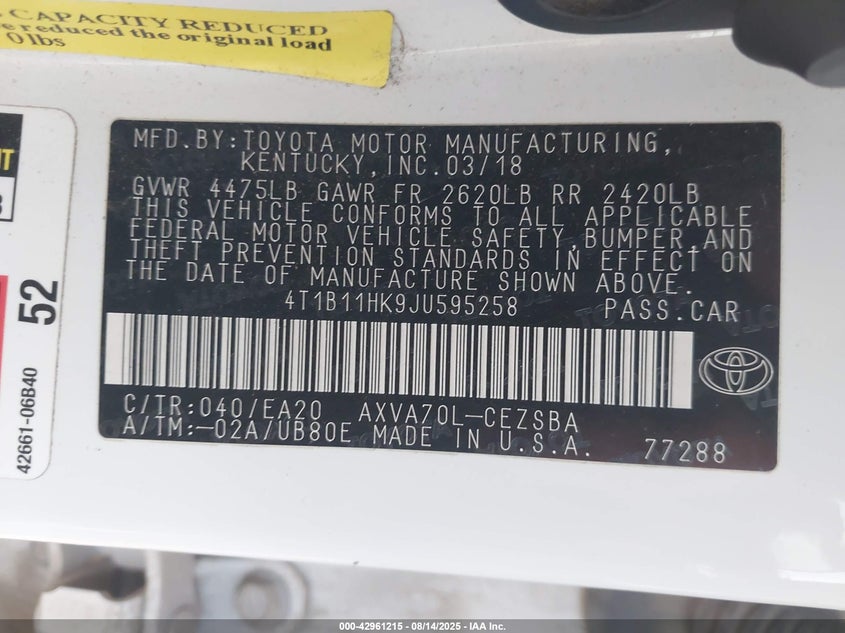 CAPACITY REDUCED
reduced the original load
0 lbs
52
42661-06B40
MFD.BY:TOYOTA MOTOR MANUFACTURING,
KENTUCKY,INC.03/18
GVWR 4475LB GAWR FR 2620LB RR 2420LB
THIS VEHICLE CONFORMS TO ALL APPLICABLE
FEDERAL MOTOR VEHICLE SAFETY,BUMPER,AND
THEFT PREVENTION STANDARDS IN EFFECT ON
THE DATE OF MANUFACTURE SHOWN ABOVE.
4T1B11HK9JU595258 PASS.CAR
C/TR:040/EA20 AXVA70L-CEZSBA
A/TM:-02A/UB80E MADE IN U.S.A. 77288
000-42961215 - 08/14/2025 - IAA Inc.